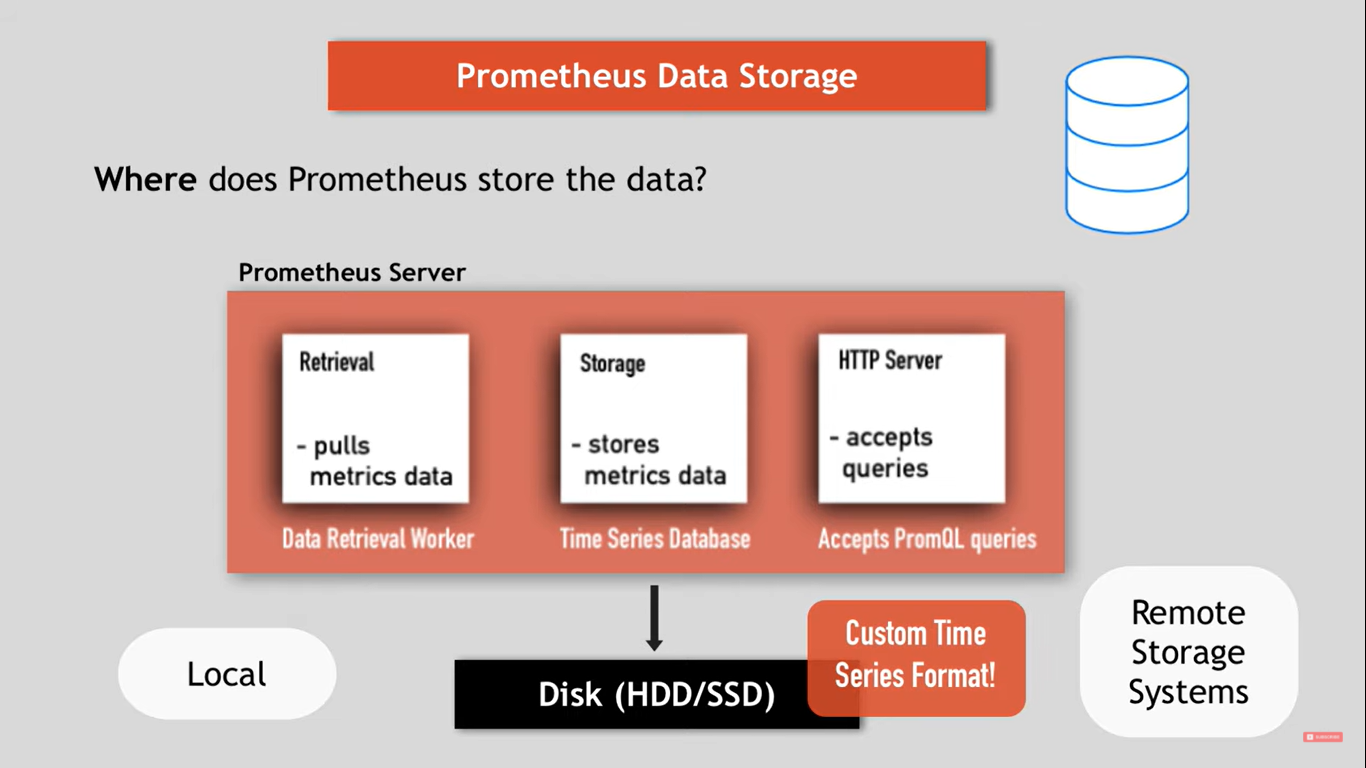 Prometheus Data Storage
Where does Prometheus store the data?
Prometheus Server
Retrieval
- pulls
metrics data
Data Retrieval Worker
Storage
- stores
metrics data
Time Series Database
HTTP Server
- accepts
queries
Accepts PromQL queries
Local
Disk (HDD/SSD)
Custom Time
Series Format!
Remote
Storage
Systems
SUBSCRIBE